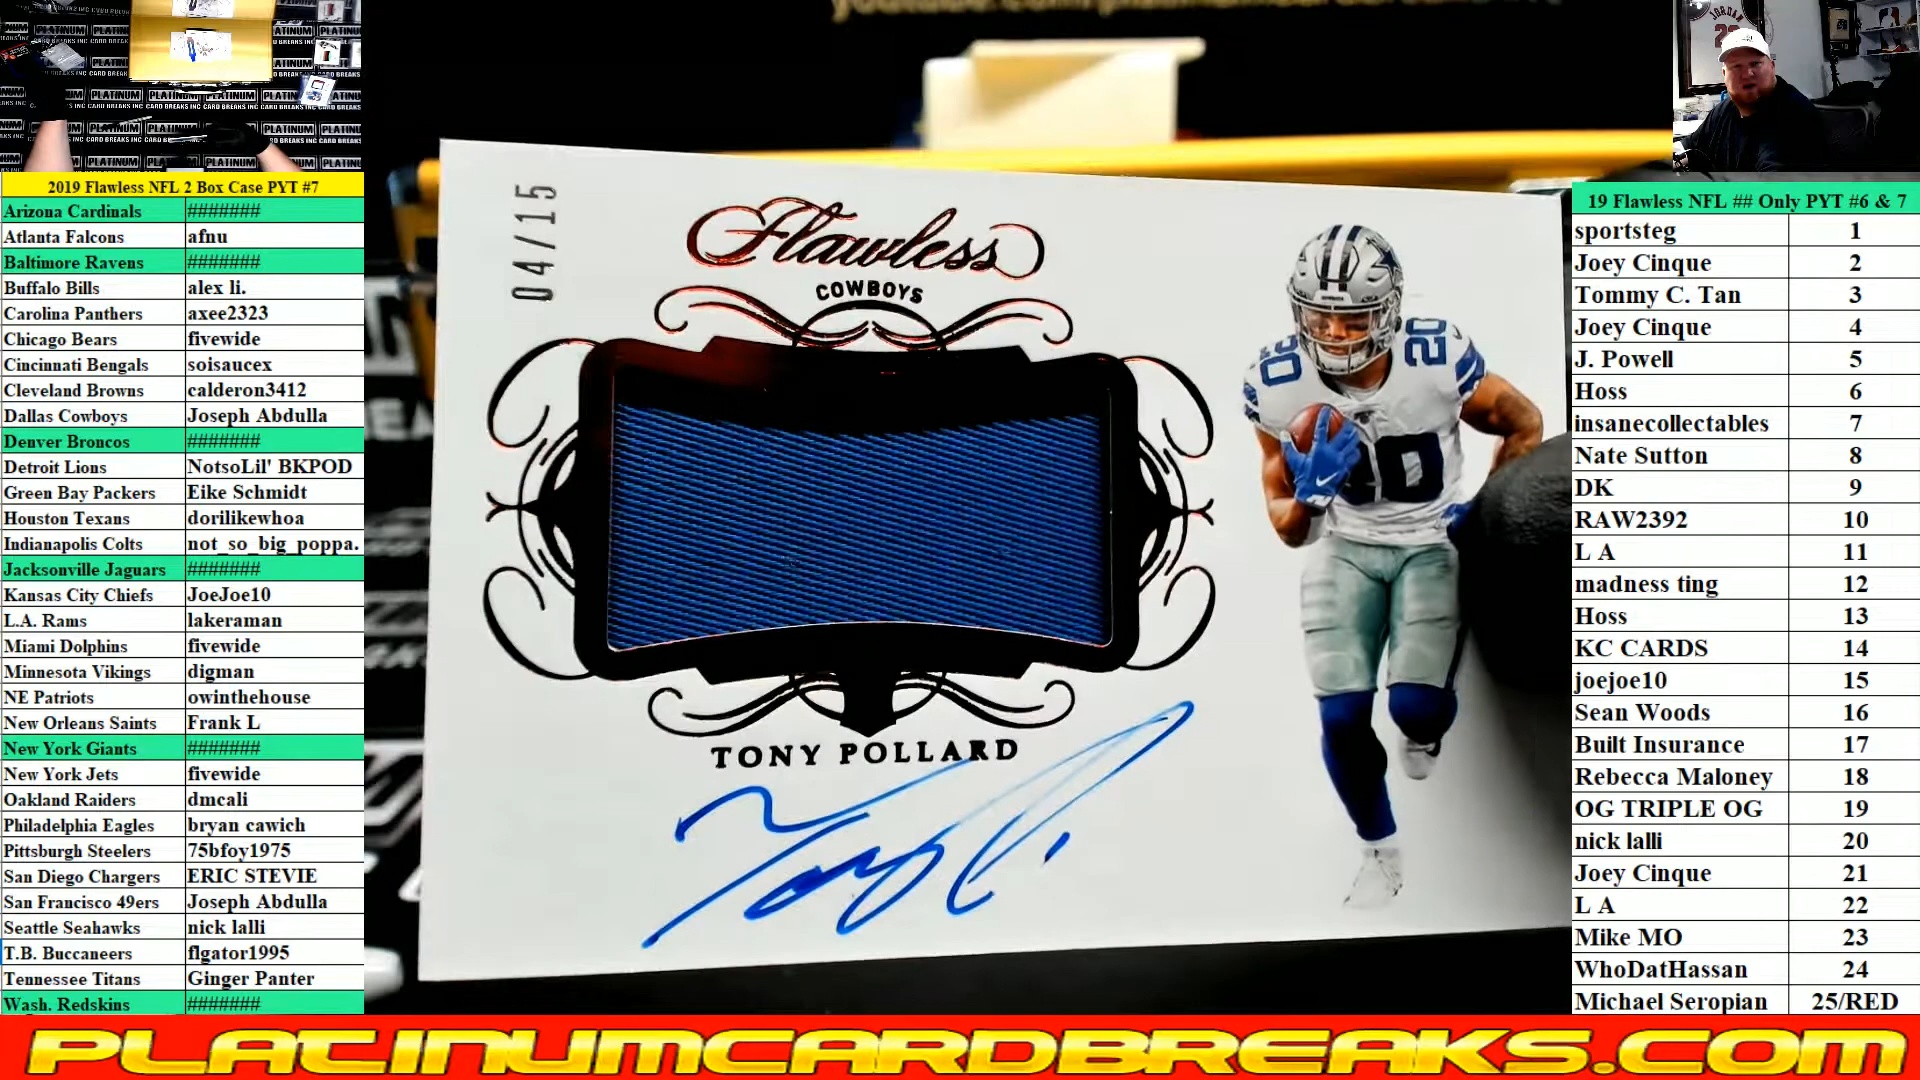 2019 Flawless NFL 2 Box Case PYT #7
Arizona Cardinals #######
Atlanta Falcons afnu
Baltimore Ravens #######
Buffalo Bills alex li.
Carolina Panthers axee2323
Chicago Bears fivewide
Cincinnati Bengals soisaucex
Cleveland Browns calderon3412
Dallas Cowboys Joseph Abdulla
Denver Broncos #######
Detroit Lions NotsoLil' BKPOD
Green Bay Packers Eike Schmidt
Houston Texans dorilikewhoa
Indianapolis Colts not_so_big_poppa.
Jacksonville Jaguars #######
Kansas City Chiefs JoeJoe10
L.A. Rams lakeraman
Miami Dolphins fivewide
Minnesota Vikings digman
NE Patriots owinthehouse
New Orleans Saints Frank L
New York Giants #######
New York Jets fivewide
Oakland Raiders dmcali
Philadelphia Eagles bryan cawich
Pittsburgh Steelers 75bfoy1975
San Diego Chargers ERIC STEVIE
San Francisco 49ers Joseph Abdulla
Seattle Seahawks nick lalli
T.B. Buccaneers flgator1995
Tennessee Titans Ginger Panter
Wash. Redskins #######
04/15
Flawless
COWBOYS
TONY POLLARD
20
20
20
JORDAN
PLATINUM
CARD BREAKS INC
19 Flawless NFL ## Only PYT #6 & 7
sportsteg 1
Joey Cinque 2
Tommy C. Tan 3
Joey Cinque 4
J. Powell 5
Hoss 6
insanecollectables 7
Nate Sutton 8
DK 9
RAW2392 10
L A 11
madness ting 12
Hoss 13
KC CARDS 14
joejoe10 15
Sean Woods 16
Built Insurance 17
Rebecca Maloney 18
OG TRIPLE OG 19
nick lalli 20
Joey Cinque 21
L A 22
Mike MO 23
WhoDatHassan 24
Michael Seropian 25/RED
PLATINUMCARDBREAKS.COM